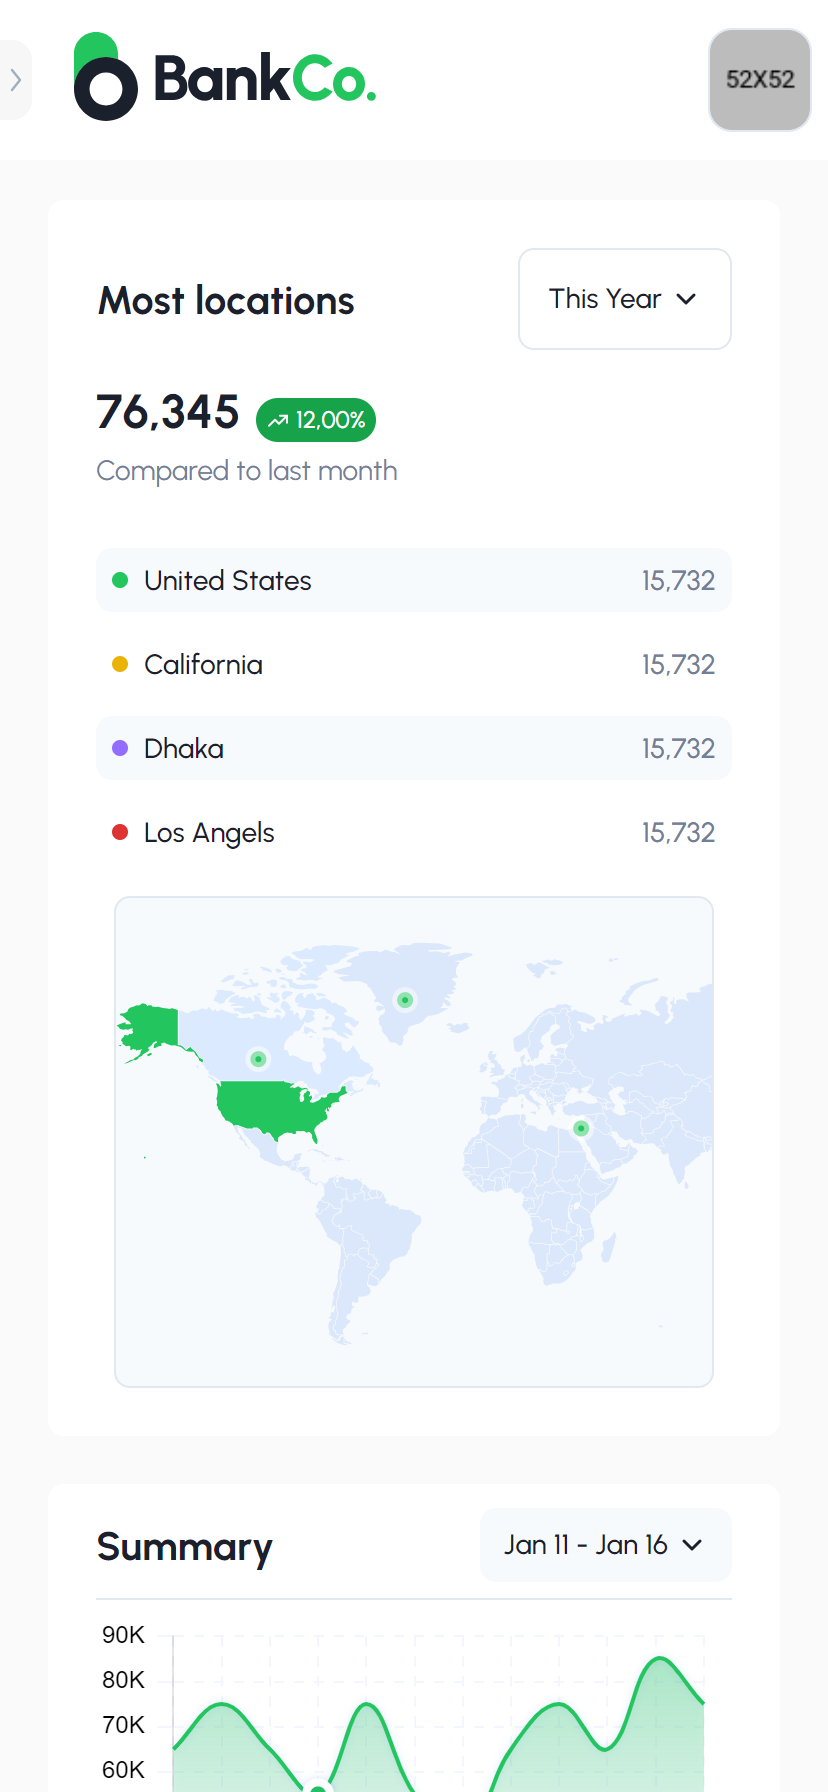 BankCo.
52X52
Most locations
This Year
76,345
12,00%
Compared to last month
United States 15,732
California 15,732
Dhaka 15,732
Los Angels 15,732
Summary
Jan 11 - Jan 16
90K
80K
70K
60K